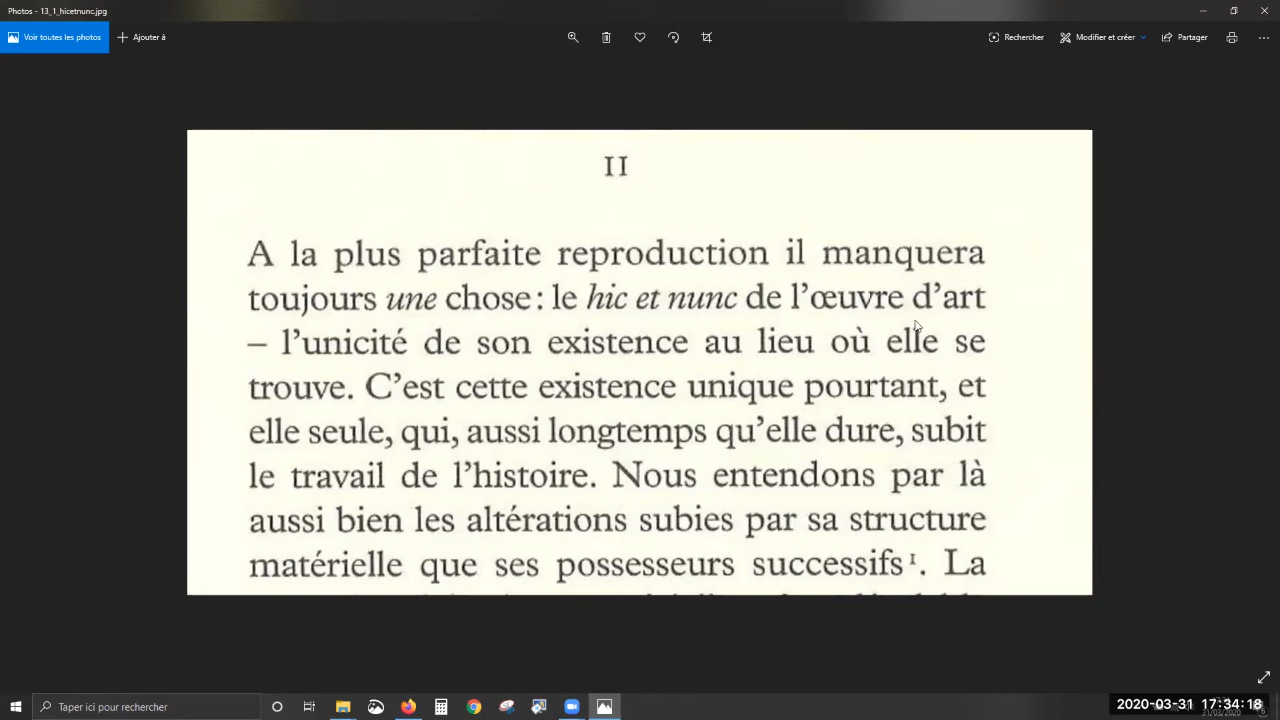 Photos - 13_1_hicetnunc.jpg
Voir toutes les photos
Ajouter à
Rechercher
Modifier et créer
Partager
II
A la plus parfaite reproduction il manquera
toujours une chose : le hic et nunc de l’œuvre d’art
– l’unicité de son existence au lieu où elle se
trouve. C’est cette existence unique pourtant, et
elle seule, qui, aussi longtemps qu’elle dure, subit
le travail de l’histoire. Nous entendons par là
aussi bien les altérations subies par sa structure
matérielle que ses possesseurs successifs¹. La
Taper ici pour rechercher
2020-03-31 17:34:18